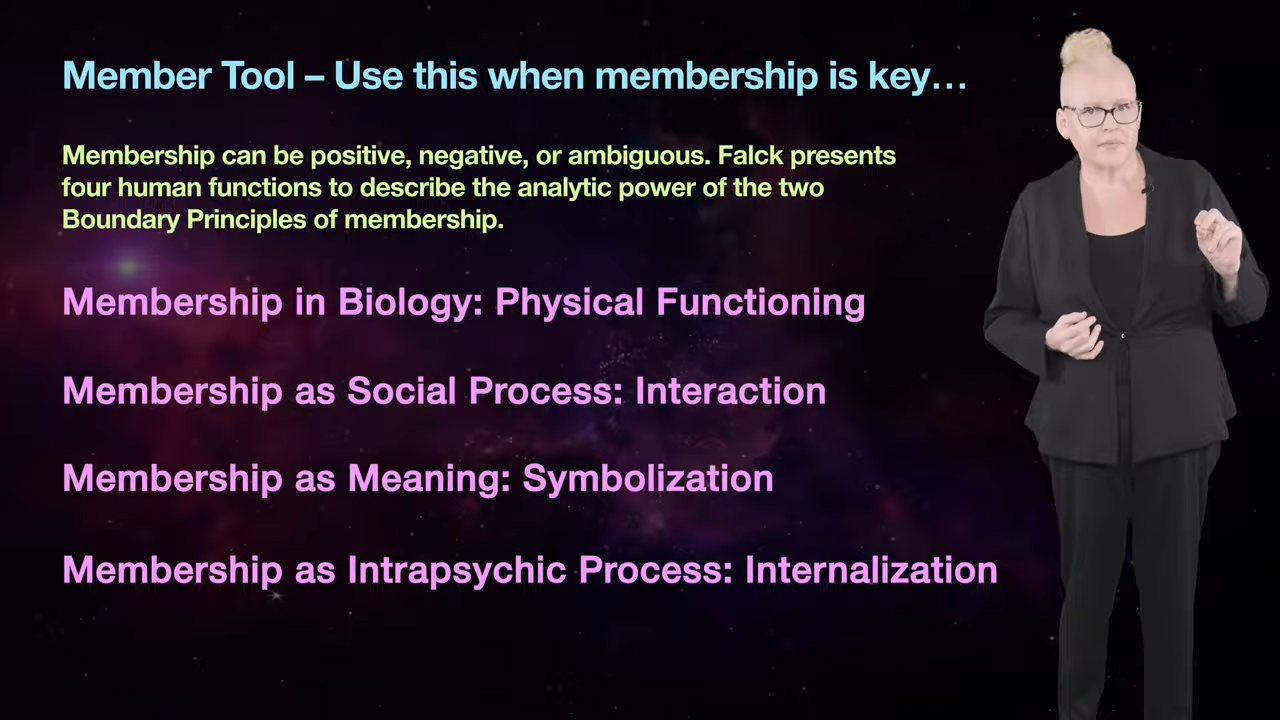 Member Tool – Use this when membership is key…
Membership can be positive, negative, or ambiguous. Falck presents
four human functions to describe the analytic power of the two
Boundary Principles of membership.
Membership in Biology: Physical Functioning
Membership as Social Process: Interaction
Membership as Meaning: Symbolization
Membership as Intrapsychic Process: Internalization